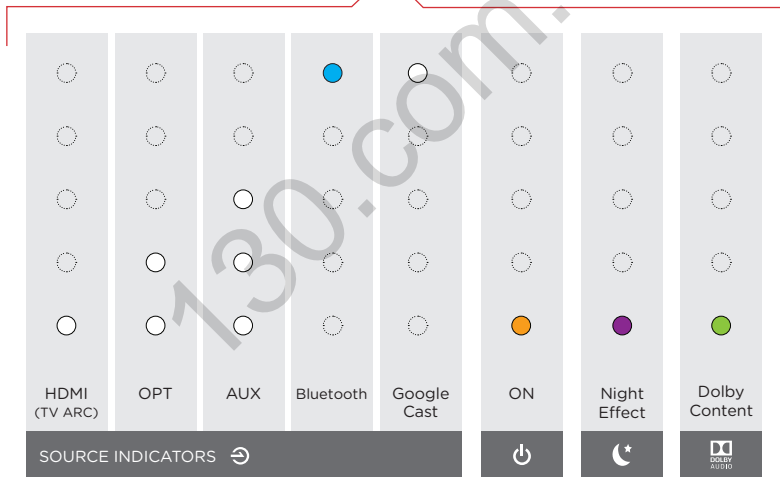 130.com.
HDMI
(TV ARC)
OPT
AUX
Bluetooth
Google
Cast
ON
Night
Effect
Dolby
Content
SOURCE INDICATORS
DOLBY
AUDIO